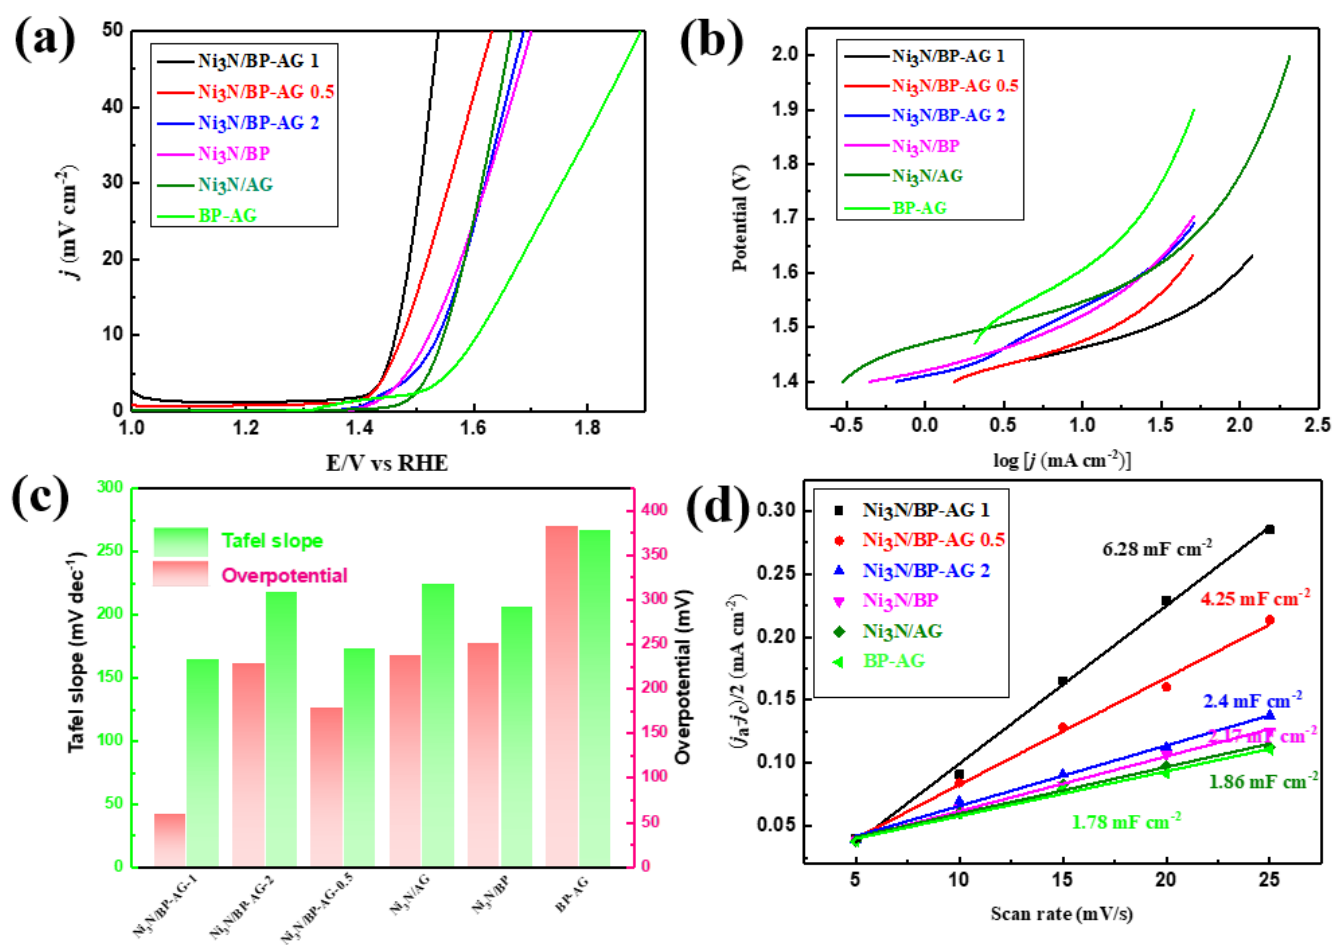 (a)
50
40
30
20
10
0
j (mV cm⁻²)
Ni₃N/BP-AG 1
Ni₃N/BP-AG 0.5
Ni₃N/BP-AG 2
Ni₃N/BP
Ni₃N/AG
BP-AG
1.0 1.2 1.4 1.6 1.8
E/V vs RHE
(b)
2.0
1.9
1.8
1.7
1.6
1.5
1.4
Potential (V)
Ni₃N/BP-AG 1
Ni₃N/BP-AG 0.5
Ni₃N/BP-AG 2
Ni₃N/BP
Ni₃N/AG
BP-AG
-0.5 0.0 0.5 1.0 1.5 2.0 2.5
log [j (mA cm⁻²)]
(c)
300
250
200
150
100
50
0
Tafel slope (mV dec⁻¹)
Tafel slope
Overpotential
400
350
300
250
200
150
100
50
0
Overpotential (mV)
Ni₃N/BP-AG-1
Ni₃N/BP-AG-2
Ni₃N/BP-AG-0.5
Ni₃N/AG
Ni₃N/BP
BP-AG
(d)
0.30
0.25
0.20
0.15
0.10
0.05
(jₐ-j_c)/2 (mA cm⁻²)
Ni₃N/BP-AG 1
Ni₃N/BP-AG 0.5
Ni₃N/BP-AG 2
Ni₃N/BP
Ni₃N/AG
BP-AG
6.28 mF cm⁻²
4.25 mF cm⁻²
2.4 mF cm⁻²
2.17 mF cm⁻²
1.86 mF cm⁻²
1.78 mF cm⁻²
5 10 15 20 25
Scan rate (mV/s)